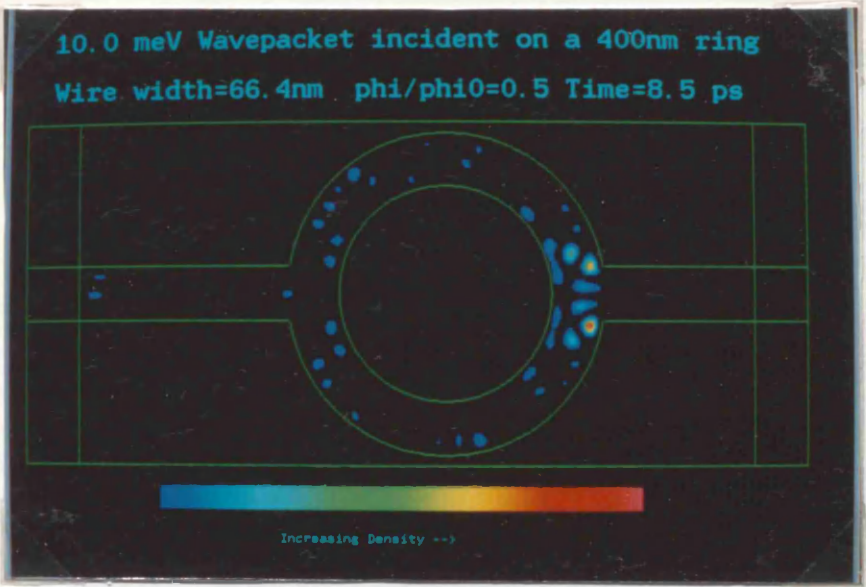 10.0 meV Wavepacket incident on a 400nm ring
Wire width=66.4nm phi/phi0=0.5 Time=8.5 ps
Increasing Density -->